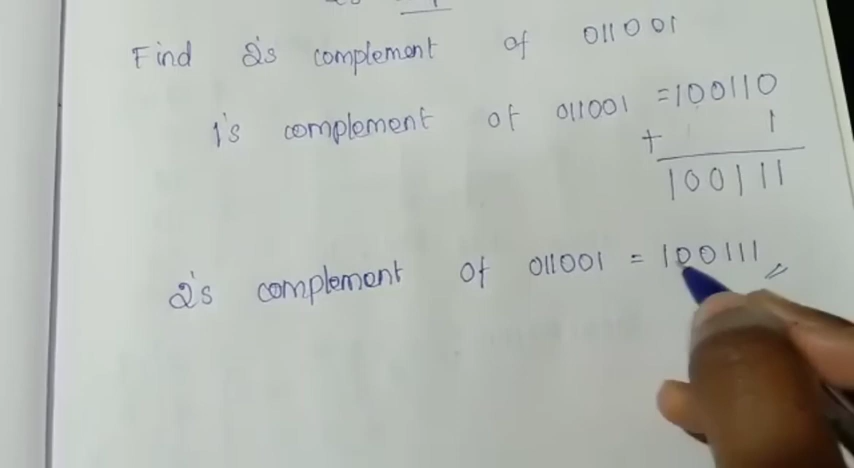 Find 2's complement of 011001
1's complement of 011001 = 100110
+ 1
100111
2's complement of 011001 = 100111